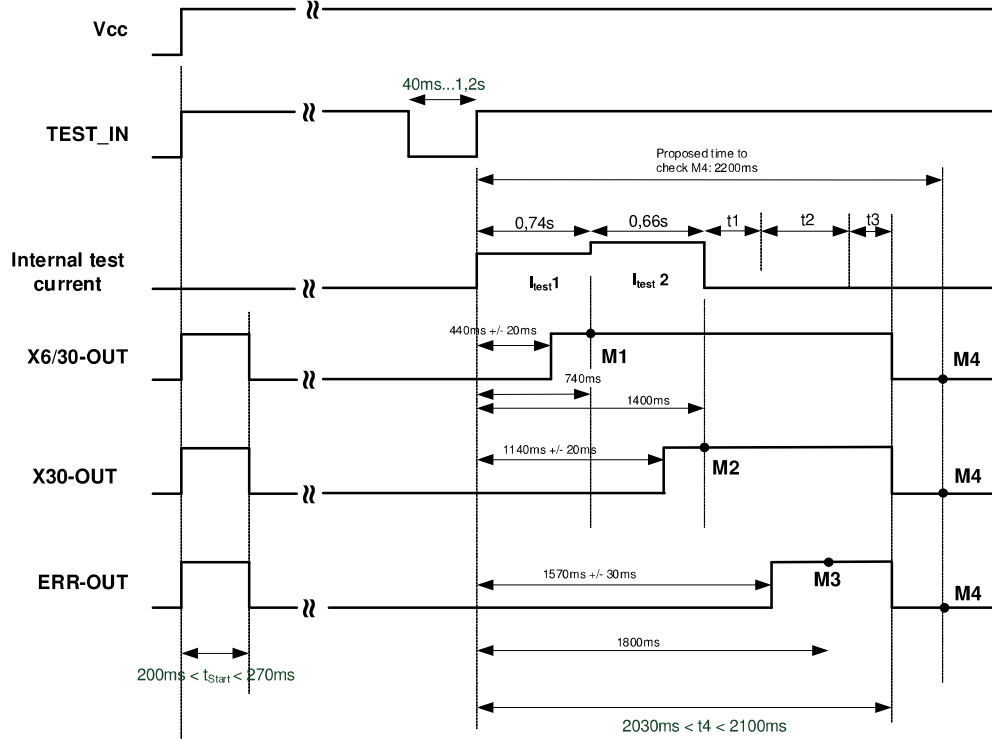 Vcc
40ms...1,2s
TEST_IN
Proposed time to
check M4: 2200ms
0,74s
0,66s
t1
t2
t3
Internal test
current
Itest1
Itest 2
440ms +/- 20ms
X6/30-OUT
M1
M4
740ms
1400ms
1140ms +/- 20ms
X30-OUT
M2
M4
1570ms +/- 30ms
ERR-OUT
M3
M4
1800ms
200ms < tStart < 270ms
2030ms < t4 < 2100ms